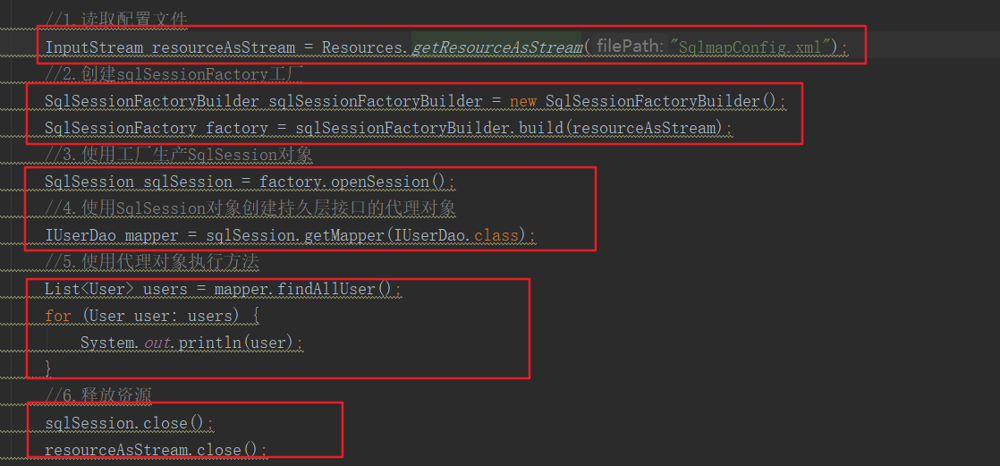 //1.读取配置文件
InputStream resourceAsStream = Resources.getResourceAsStream( filePath: "SqlmapConfig.xml");
//2.创建sqlSessionFactory工厂
SqlSessionFactoryBuilder sqlSessionFactoryBuilder = new SqlSessionFactoryBuilder();
SqlSessionFactory factory = sqlSessionFactoryBuilder.build(resourceAsStream);
//3.使用工厂生产SqlSession对象
SqlSession sqlSession = factory.openSession();
//4.使用SqlSession对象创建持久层接口的代理对象
IUserDao mapper = sqlSession.getMapper(IUserDao.class);
//5.使用代理对象执行方法
List<User> users = mapper.findAllUser();
for (User user: users) {
System.out.println(user);
}
//6.释放资源
sqlSession.close();
resourceAsStream.close();